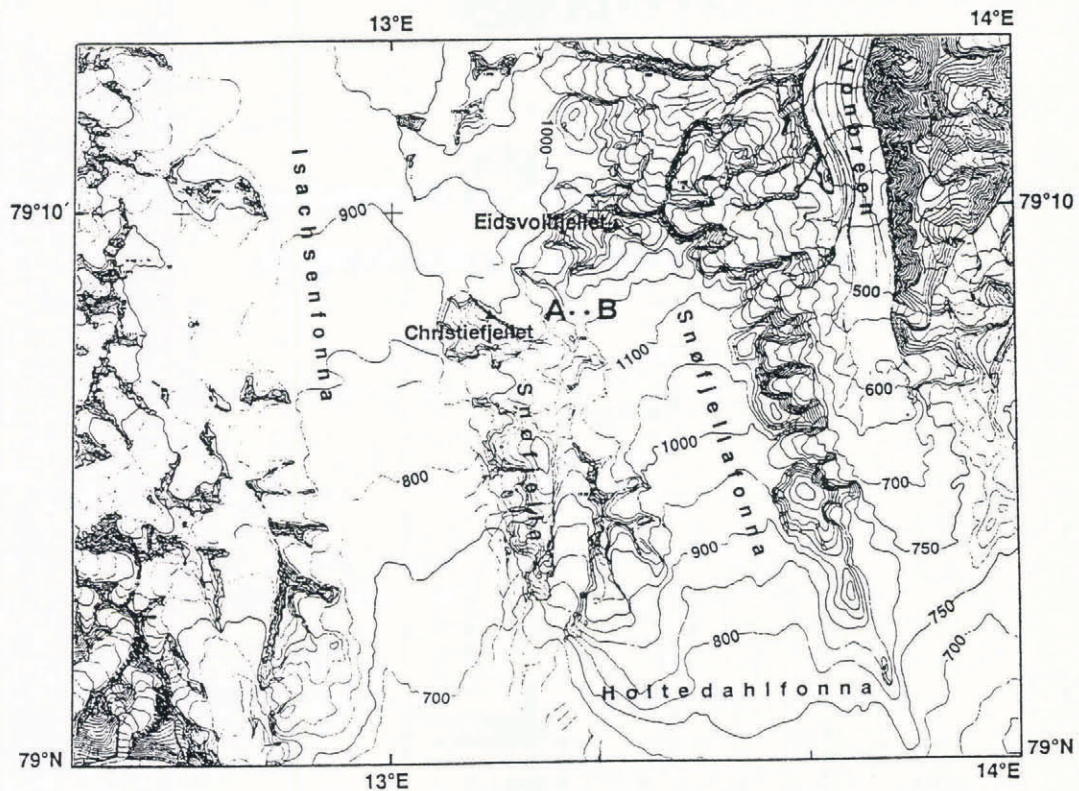 13°E
14°E
Vonbreen
1000
Isachsenfonna
79°10´
900
79°10
Eidsvollfjellet
500
A..B
Snøfjellafonna
Christiefjellet
1100
600
Snøfjella
1000
800
700
900
750
750
800
700
700
Holtedahlfonna
79°N
79°N
13°E
14°E